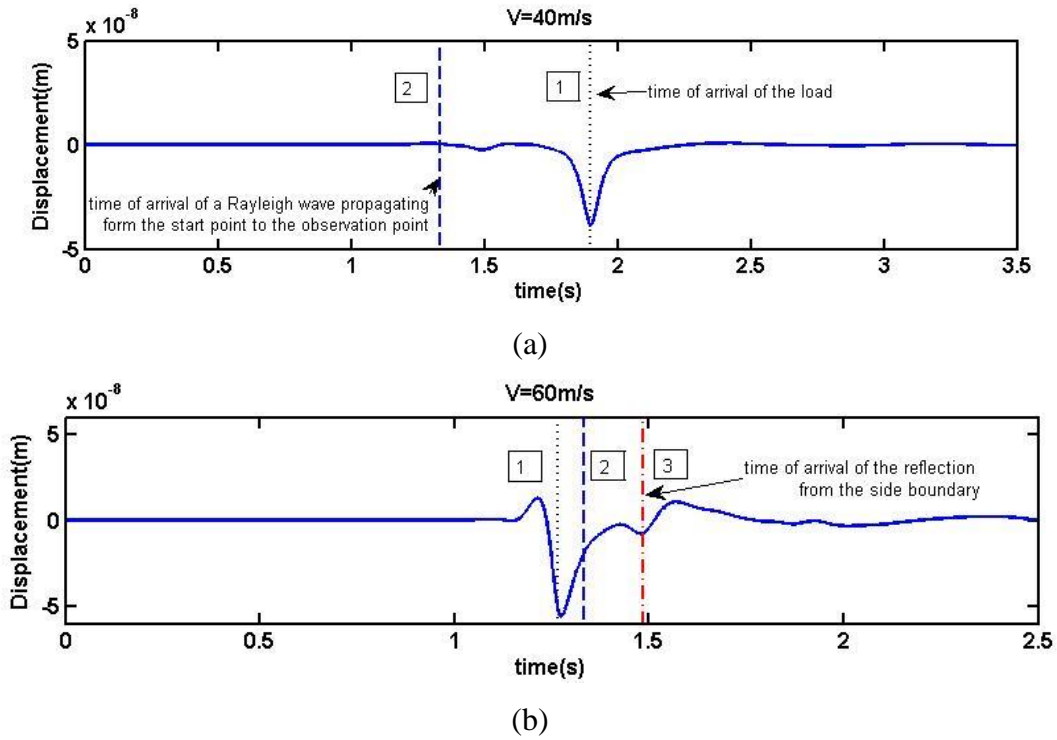 V=40m/s
x 10-8
5
0
-5
Displacement(m)
2
1
time of arrival of the load
time of arrival of a Rayleigh wave propagating
form the start point to the observation point
0 0.5 1 1.5 2 2.5 3 3.5
time(s)
(a)
V=60m/s
x 10-8
5
0
-5
Displacement(m)
1
2
3
time of arrival of the reflection
from the side boundary
0 0.5 1 1.5 2 2.5
time(s)
(b)